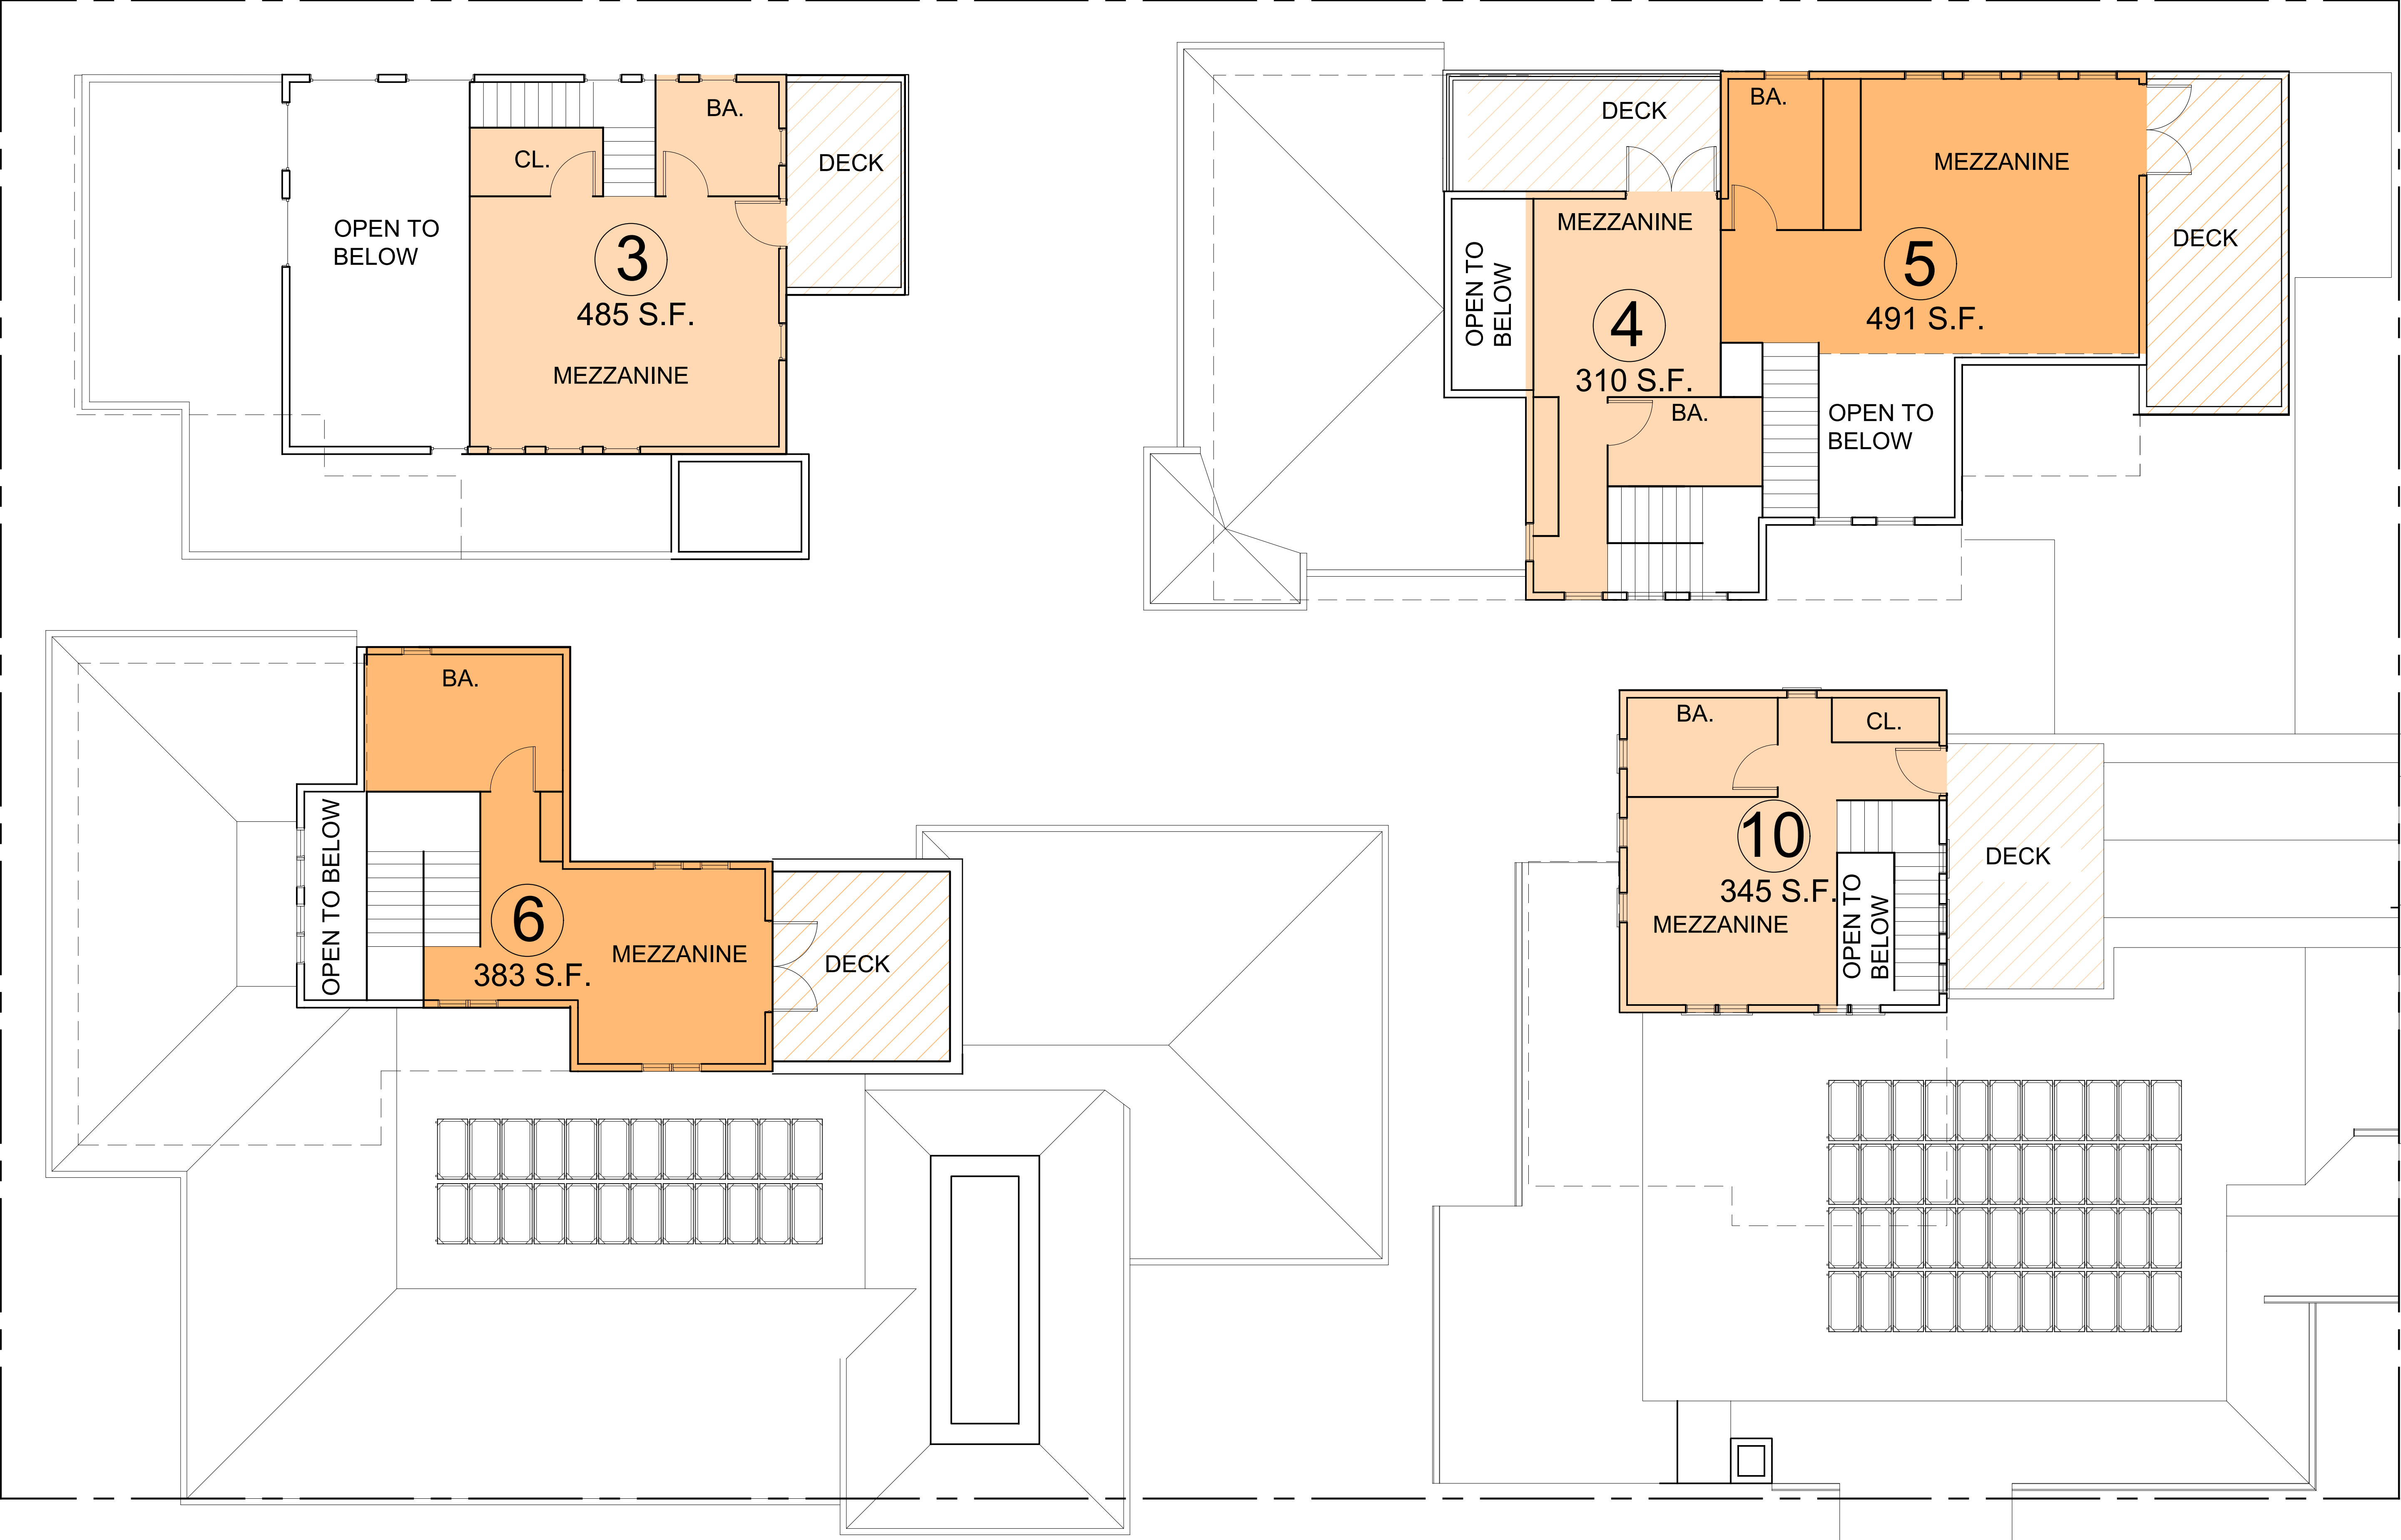 BA.
CL.
DECK
OPEN TO
BELOW
3
485 S.F.
MEZZANINE
DECK
MEZZANINE
OPEN TO
BELOW
4
310 S.F.
BA.
BA.
MEZZANINE
5
491 S.F.
DECK
OPEN TO
BELOW
BA.
OPEN TO BELOW
6
383 S.F.
MEZZANINE
DECK
BA.
CL.
10
345 S.F.
MEZZANINE
OPEN TO
BELOW
DECK